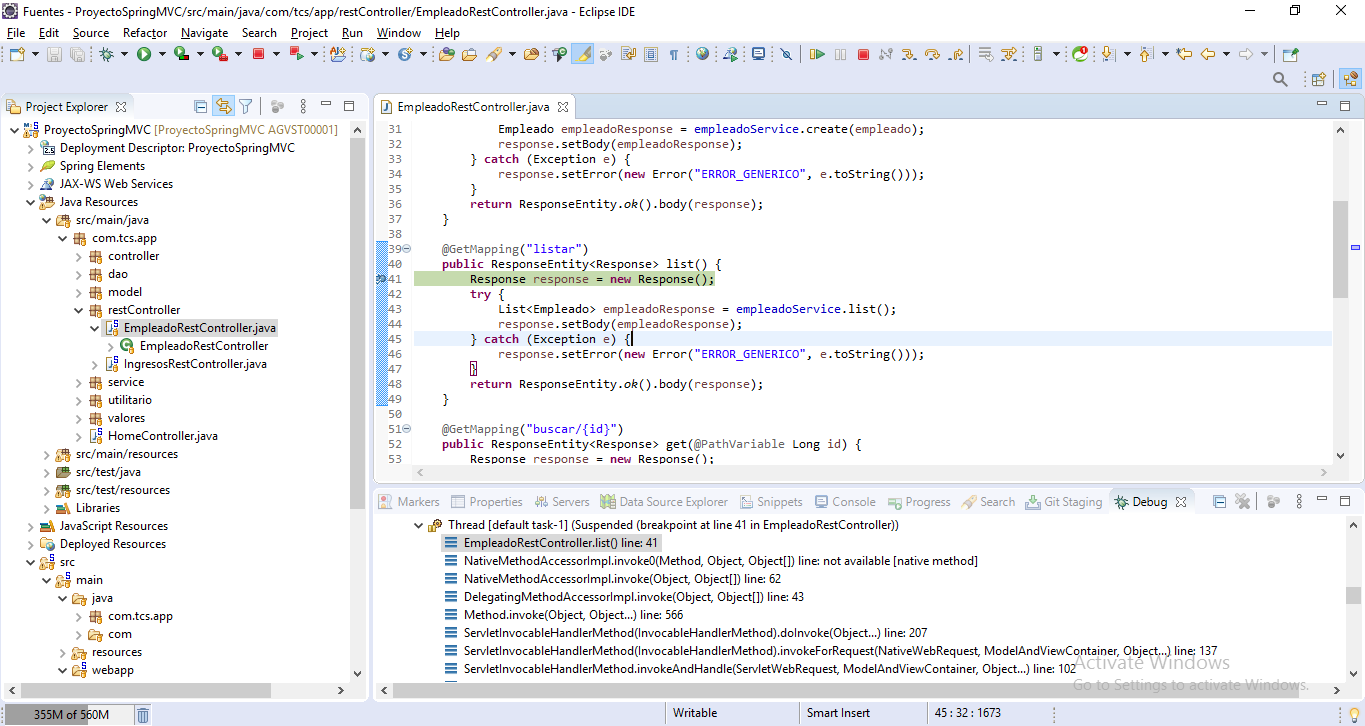 Fuentes - ProyectoSpringMVC/src/main/java/com/tcs/app/restController/EmpleadoRestController.java - Eclipse IDE
File Edit Source Refactor Navigate Search Project Run Window Help
Project Explorer
ProyectoSpringMVC [ProyectoSpringMVC AGVST00001]
Deployment Descriptor: ProyectoSpringMVC
Spring Elements
JAX-WS Web Services
Java Resources
src/main/java
com.tcs.app
controller
dao
model
restController
EmpleadoRestController.java
EmpleadoRestController
IngresosRestController.java
service
utilitario
valores
HomeController.java
src/main/resources
src/test/java
src/test/resources
Libraries
JavaScript Resources
Deployed Resources
src
main
java
com.tcs.app
com
resources
webapp
EmpleadoRestController.java
31 Empleado empleadoResponse = empleadoService.create(empleado);
32 response.setBody(empleadoResponse);
33 } catch (Exception e) {
34 response.setError(new Error("ERROR_GENERICO", e.toString()));
35 }
36 return ResponseEntity.ok().body(response);
37 }
38
39 @GetMapping("listar")
40 public ResponseEntity<Response> list() {
41 Response response = new Response();
42 try {
43 List<Empleado> empleadoResponse = empleadoService.list();
44 response.setBody(empleadoResponse);
45 } catch (Exception e) {
46 response.setError(new Error("ERROR_GENERICO", e.toString()));
47 }
48 return ResponseEntity.ok().body(response);
49 }
50
51 @GetMapping("buscar/{id}")
52 public ResponseEntity<Response> get(@PathVariable Long id) {
53 Response response = new Response();
Markers Properties Servers Data Source Explorer Snippets Console Progress Search Git Staging Debug
Thread [default task-1] (Suspended (breakpoint at line 41 in EmpleadoRestController))
EmpleadoRestController.list() line: 41
NativeMethodAccessorImpl.invoke0(Method, Object, Object[]) line: not available [native method]
NativeMethodAccessorImpl.invoke(Object, Object[]) line: 62
DelegatingMethodAccessorImpl.invoke(Object, Object[]) line: 43
Method.invoke(Object, Object...) line: 566
ServletInvocableHandlerMethod(InvocableHandlerMethod).doInvoke(Object...) line: 207
ServletInvocableHandlerMethod(InvocableHandlerMethod).invokeForRequest(NativeWebRequest, ModelAndViewContainer, Object...) line: 137
ServletInvocableHandlerMethod.invokeAndHandle(ServletWebRequest, ModelAndViewContainer, Object...) line: 102
Activate Windows
Go to Settings to activate Windows.
355M of 560M Writable Smart Insert 45 : 32 : 1673